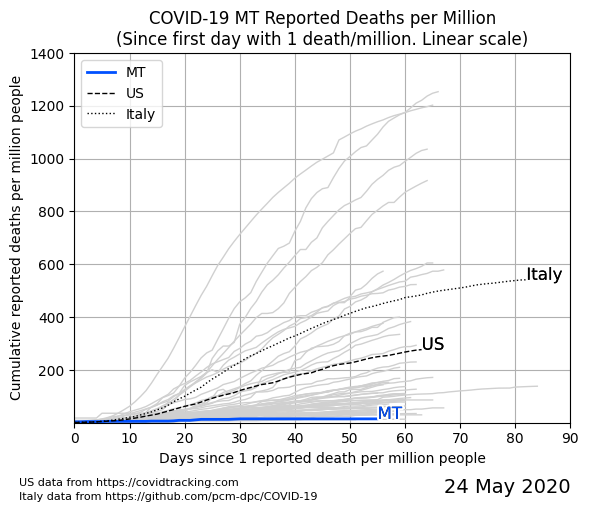 COVID-19 MT Reported Deaths per Million
(Since first day with 1 death/million. Linear scale)
Cumulative reported deaths per million people
1400
1200
1000
800
600
400
200
MT
US
Italy
Italy
US
MT
0 10 20 30 40 50 60 70 80 90
Days since 1 reported death per million people
US data from https://covidtracking.com
Italy data from https://github.com/pcm-dpc/COVID-19
24 May 2020